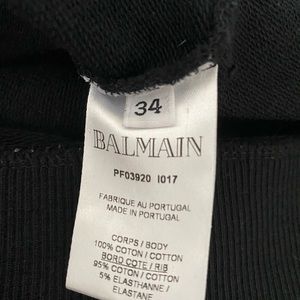 34
BALMAIN
PF03920 I017
FABRIQUE AU PORTUGAL
MADE IN PORTUGAL
CORPS / BODY
100% COTON / COTTON
BORD COTE / RIB
95% COTON / COTTON
5% ELASTHANNE /
ELASTANE